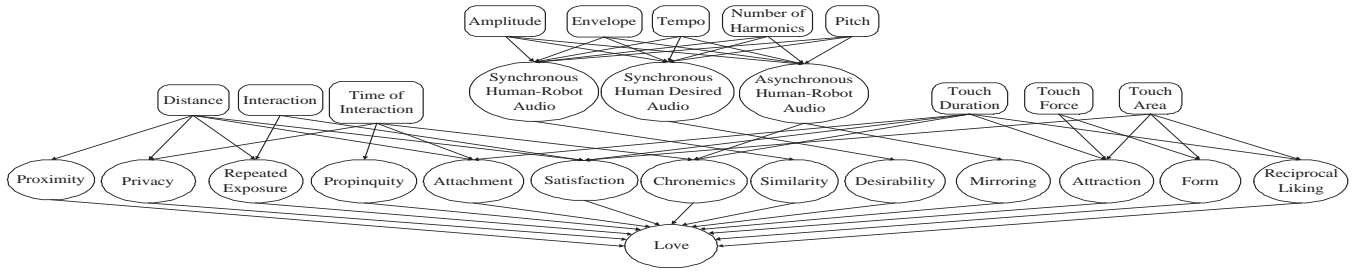 Amplitude
Envelope
Tempo
Number of
Harmonics
Pitch
Synchronous
Human-Robot
Audio
Synchronous
Human Desired
Audio
Asynchronous
Human-Robot
Audio
Distance
Interaction
Time of
Interaction
Touch
Duration
Touch
Force
Touch
Area
Proximity
Privacy
Repeated
Exposure
Propinquity
Attachment
Satisfaction
Chronemics
Similarity
Desirability
Mirroring
Attraction
Form
Reciprocal
Liking
Love